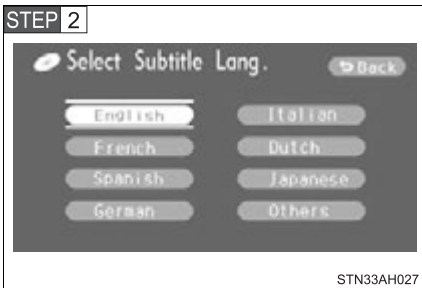 STEP 2
Select Subtitle Lang.
Back
English
Italian
French
Dutch
Spanish
Japanese
German
Others
STN33AH027